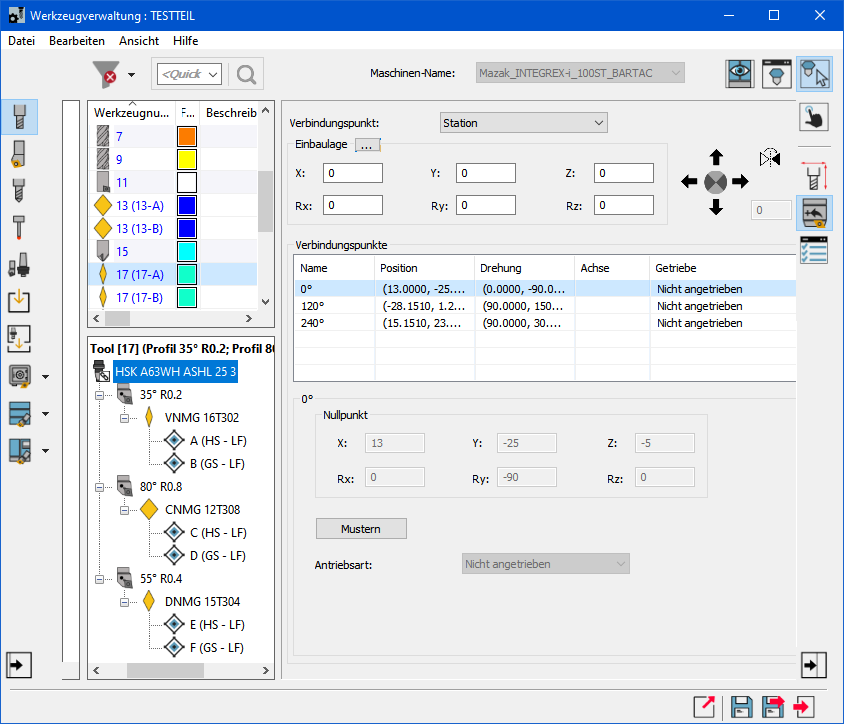 Werkzeugverwaltung : TESTTEIL
Datei Bearbeiten Ansicht Hilfe
<Quick
Maschinen-Name: Mazak_INTEGREX-i_100ST_BARTAC
Werkzeugnu... F... Beschreib
7
9
11
13 (13-A)
13 (13-B)
15
17 (17-A)
17 (17-B)
Tool [17] (Profil 35° R0.2; Profil 80
HSK A63WH ASHL 25 3
35° R0.2
VNMG 16T302
A (HS - LF)
B (GS - LF)
80° R0.8
CNMG 12T308
C (HS - LF)
D (GS - LF)
55° R0.4
DNMG 15T304
E (HS - LF)
F (GS - LF)
Verbindungspunkt: Station
Einbaulage ...
X: 0 Y: 0 Z: 0
Rx: 0 Ry: 0 Rz: 0
0
Verbindungspunkte
Name Position Drehung Achse Getriebe
0° (13.0000, -25.... (0.0000, -90.0... Nicht angetrieben
120° (-28.1510, 1.2... (90.0000, 150... Nicht angetrieben
240° (15.1510, 23.... (90.0000, 30.... Nicht angetrieben
0°
Nullpunkt
X: 13 Y: -25 Z: -5
Rx: 0 Ry: -90 Rz: 0
Mustern
Antriebsart: Nicht angetrieben